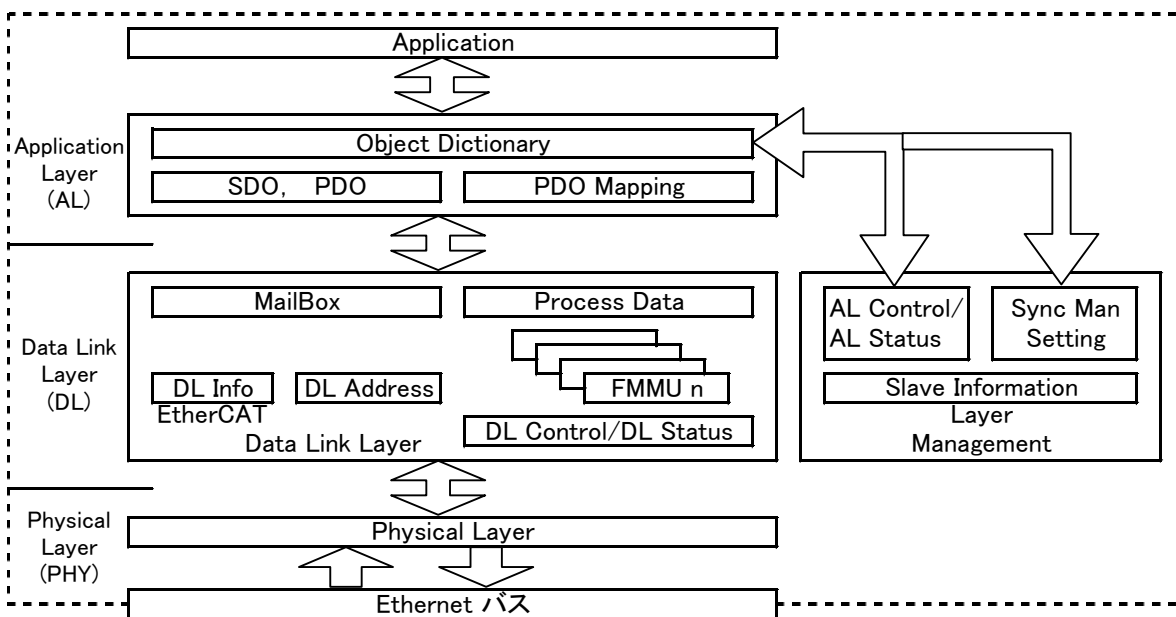 Application
Application
Layer
(AL)
Object Dictionary
SDO, PDO
PDO Mapping
Data Link
Layer
(DL)
MailBox
Process Data
FMMU n
DL Info
DL Address
EtherCAT
Data Link Layer
DL Control/DL Status
AL Control/
AL Status
Sync Man
Setting
Slave Information
Layer
Management
Physical
Layer
(PHY)
Physical Layer
Ethernet バス